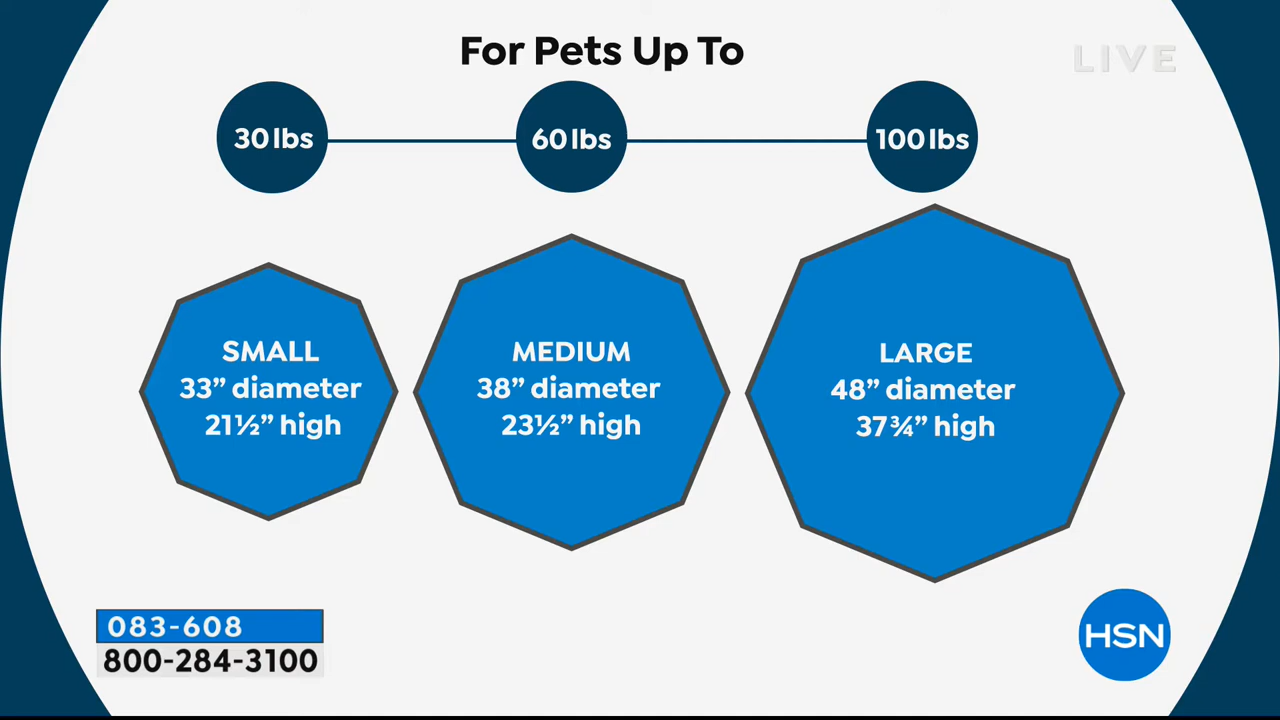 For Pets Up To
LIVE
30 lbs
60 lbs
100 lbs
SMALL
33” diameter
21½” high
MEDIUM
38” diameter
23½” high
LARGE
48” diameter
37¾” high
083-608
800-284-3100
HSN